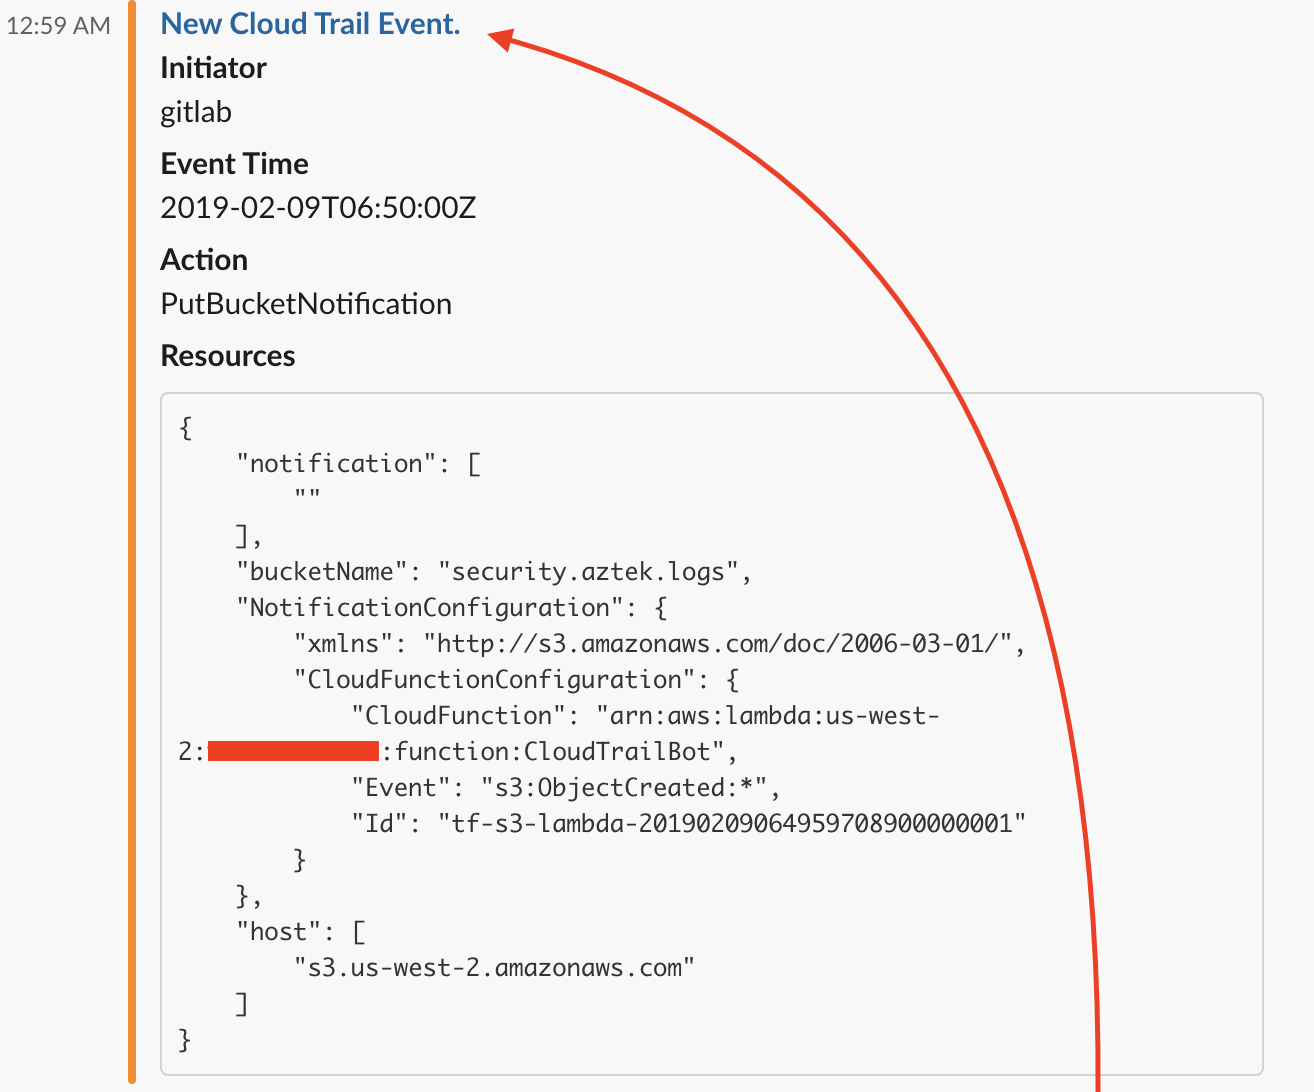 12:59 AM
New Cloud Trail Event.
Initiator
gitlab
Event Time
2019-02-09T06:50:00Z
Action
PutBucketNotification
Resources
{
    "notification": [
        ""
    ],
    "bucketName": "security.aztek.logs",
    "NotificationConfiguration": {
        "xmlns": "http://s3.amazonaws.com/doc/2006-03-01/",
        "CloudFunctionConfiguration": {
            "CloudFunction": "arn:aws:lambda:us-west-
2: :function:CloudTrailBot",
            "Event": "s3:ObjectCreated:*",
            "Id": "tf-s3-lambda-20190209064959708900000001"
        }
    },
    "host": [
        "s3.us-west-2.amazonaws.com"
    ]
}